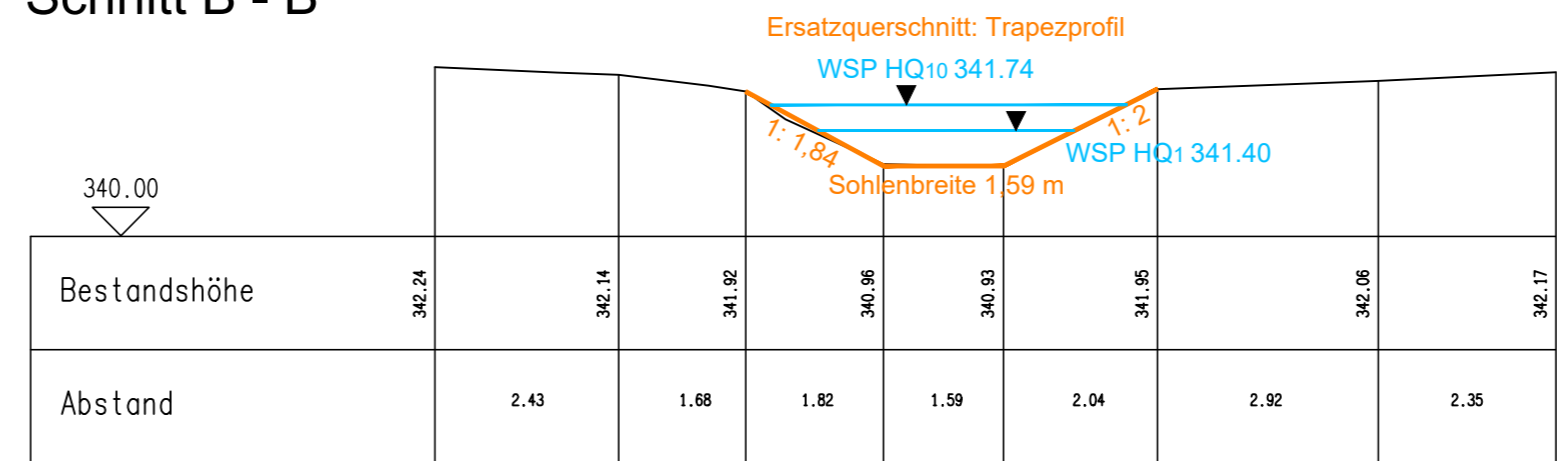 Schnitt B - B
Ersatzquerschnitt: Trapezprofil
WSP HQ10 341.74
1: 1,84
1: 2
WSP HQ1 341.40
Sohlenbreite 1,59 m
340.00
Bestandshöhe 342.24 342.14 341.92 340.96 340.93 341.95 342.06 342.17
Abstand 2.43 1.68 1.82 1.59 2.04 2.92 2.35